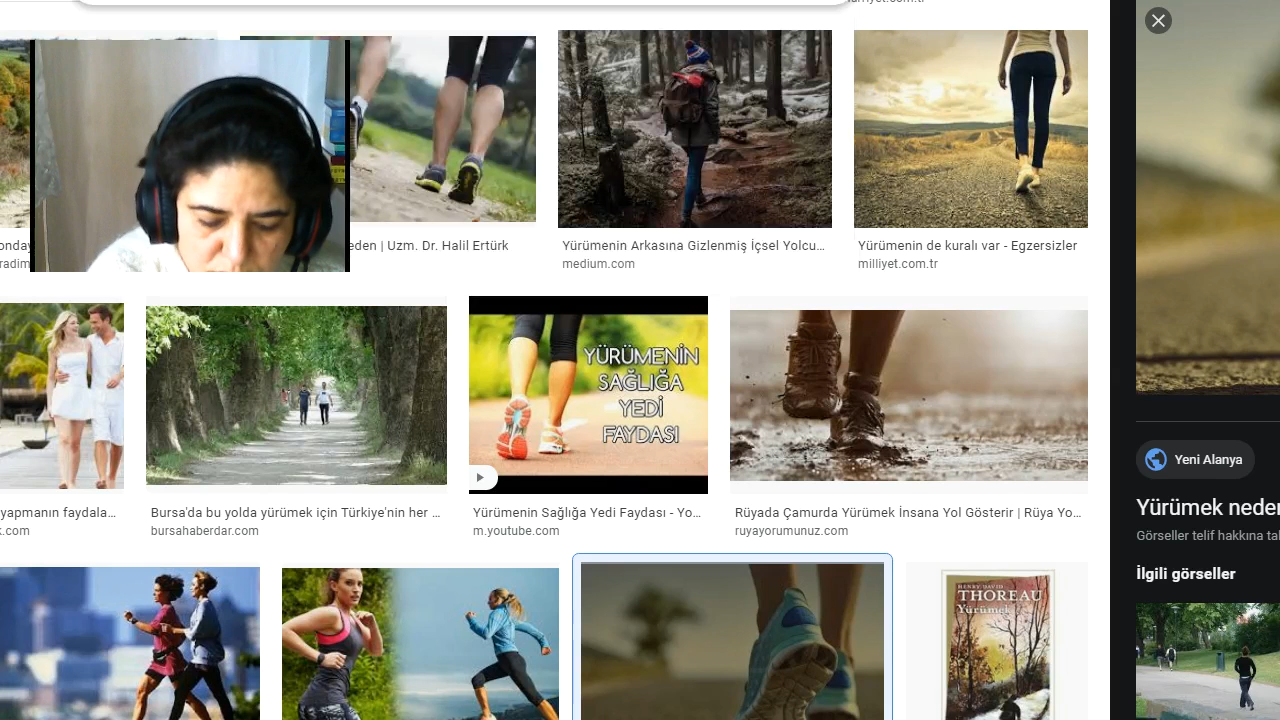 eden | Uzm. Dr. Halil Ertürk
Yürümenin Arkasına Gizlenmiş İçsel Yolcu...
Yürümenin de kuralı var - Egzersizler
medium.com
milliyet.com.tr
YÜRÜMENİN
SAĞLIĞA
YEDİ
FAYDASI
yapmanın faydala...
Bursa'da bu yolda yürümek için Türkiye'nin her ...
Yürümenin Sağlığa Yedi Faydası - Yo...
Rüyada Çamurda Yürümek İnsana Yol Gösterir | Rüya Yo...
k.com
bursahaberdar.com
m.youtube.com
ruyayorumunuz.com
HENRY DAVID
THOREAU
Yürümek
Yeni Alanya
Yürümek neden
Görseller telif hakkına tal
İlgili görseller